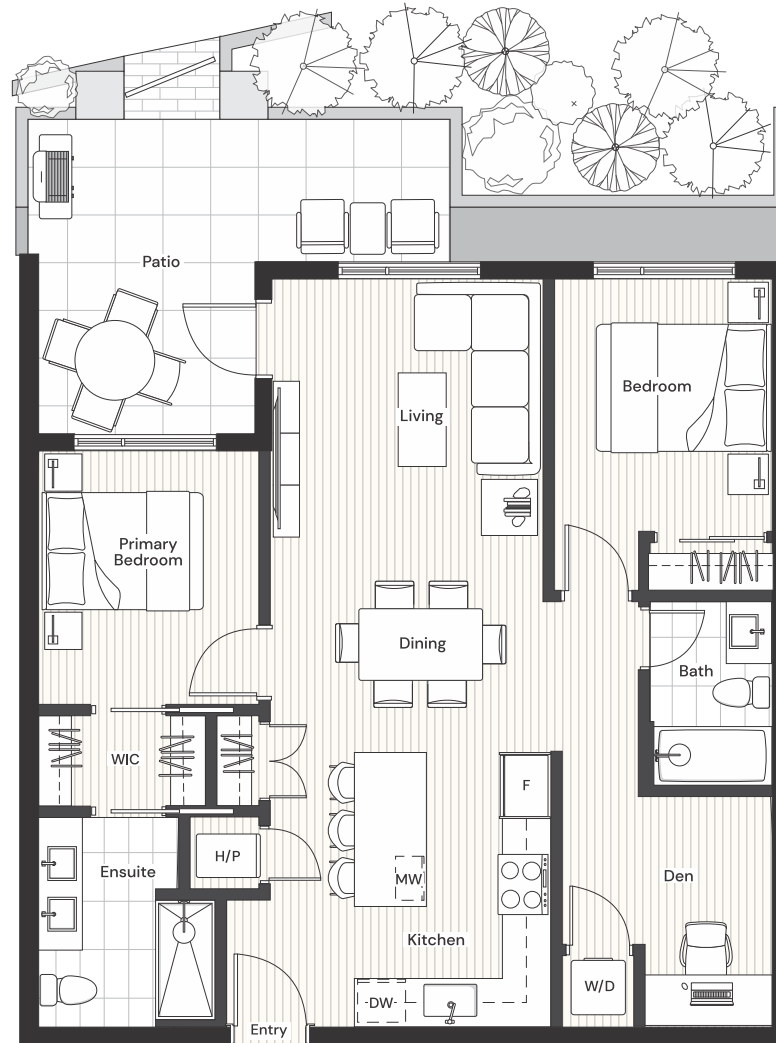 Patio
Living
Bedroom
Primary
Bedroom
Dining
Bath
WIC
F
H/P
Ensuite
MW
Den
Kitchen
W/D
DW
Entry